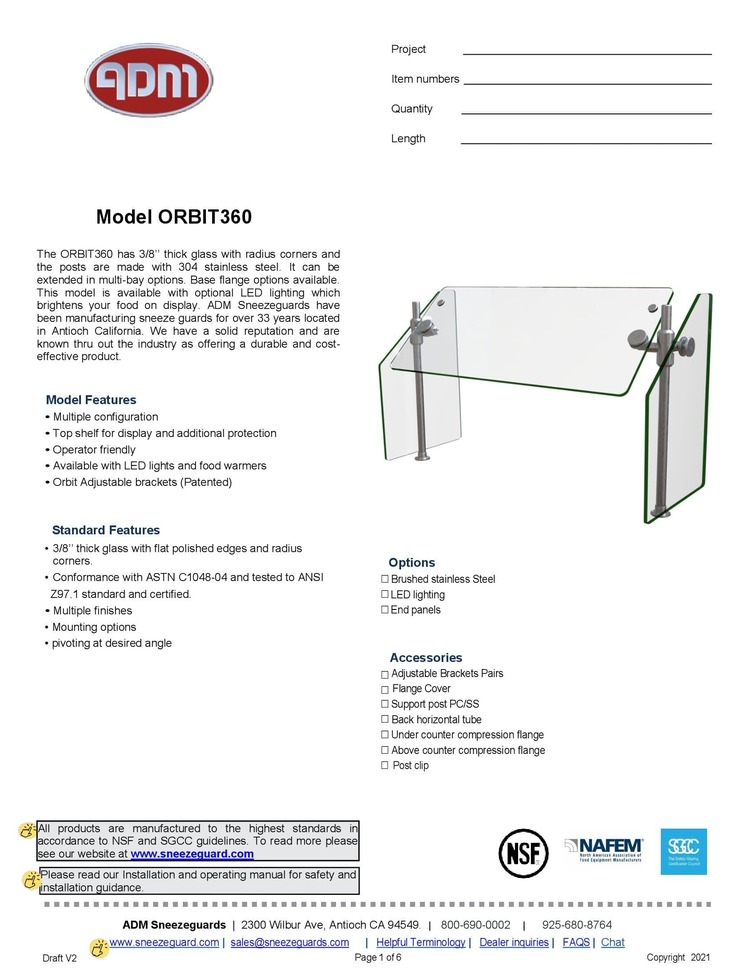 ADM
Project
Item numbers
Quantity
Length
Model ORBIT360
The ORBIT360 has 3/8’’ thick glass with radius corners and
the posts are made with 304 stainless steel. It can be
extended in multi-bay options. Base flange options available.
This model is available with optional LED lighting which
brightens your food on display. ADM Sneezeguards have
been manufacturing sneeze guards for over 33 years located
in Antioch California. We have a solid reputation and are
known thru out the industry as offering a durable and cost-
effective product.
Model Features
• Multiple configuration
• Top shelf for display and additional protection
• Operator friendly
• Available with LED lights and food warmers
• Orbit Adjustable brackets (Patented)
Standard Features
• 3/8’’ thick glass with flat polished edges and radius
corners.
• Conformance with ASTN C1048-04 and tested to ANSI
Z97.1 standard and certified.
• Multiple finishes
• Mounting options
• pivoting at desired angle
Options
☐ Brushed stainless Steel
☐ LED lighting
☐ End panels
Accessories
☐ Adjustable Brackets Pairs
☐ Flange Cover
☐ Support post PC/SS
☐ Back horizontal tube
☐ Under counter compression flange
☐ Above counter compression flange
☐ Post clip
All products are manufactured to the highest standards in
accordance to NSF and SGCC guidelines. To read more please
see our website at www.sneezeguard.com
Please read our Installation and operating manual for safety and
installation guidance.
NSF
NAFEM
North American Association of
Food Equipment Manufacturers
SGCC
The Safety Glazing
Certification Council
ADM Sneezeguards | 2300 Wilbur Ave, Antioch CA 94549. | 800-690-0002 | 925-680-8764
www.sneezeguard.com | sales@sneezeguards.com | Helpful Terminology | Dealer inquiries | FAQS | Chat
Draft V2
Page 1 of 6
Copyright 2021